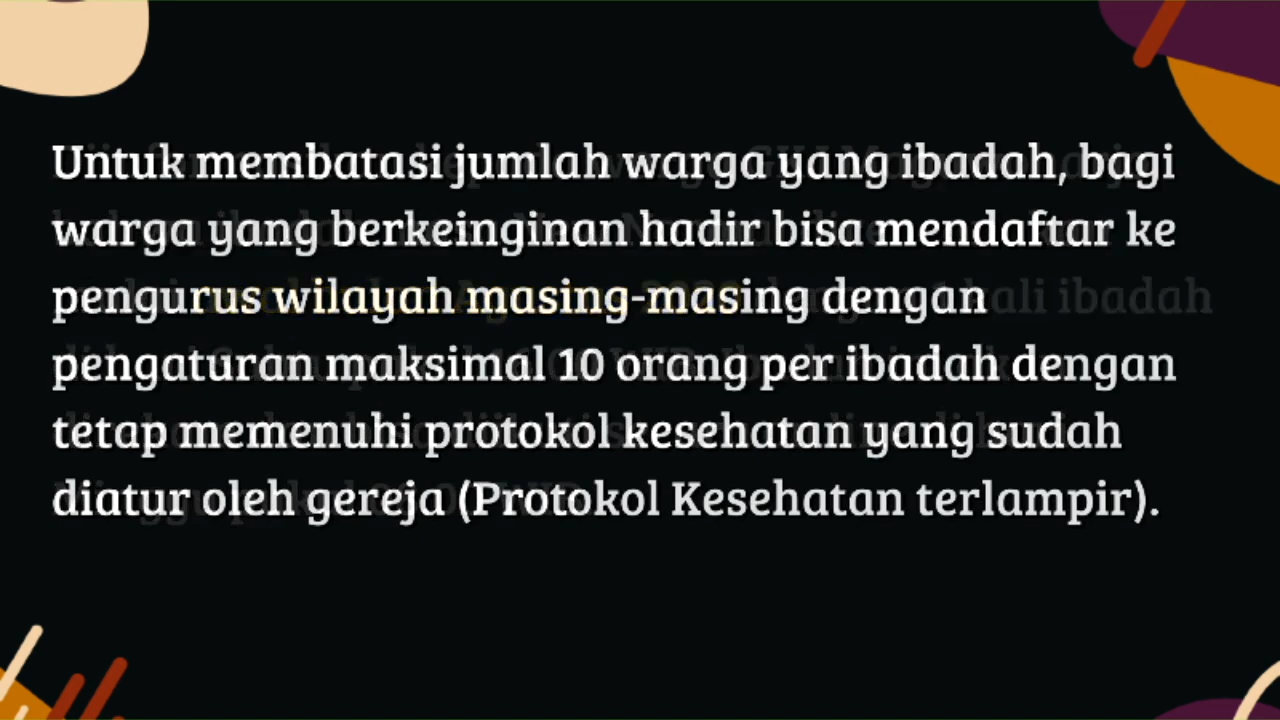 Untuk membatasi jumlah warga yang ibadah, bagi
warga yang berkeinginan hadir bisa mendaftar ke
pengurus wilayah masing-masing dengan
pengaturan maksimal 10 orang per ibadah dengan
tetap memenuhi protokol kesehatan yang sudah
diatur oleh gereja (Protokol Kesehatan terlampir).